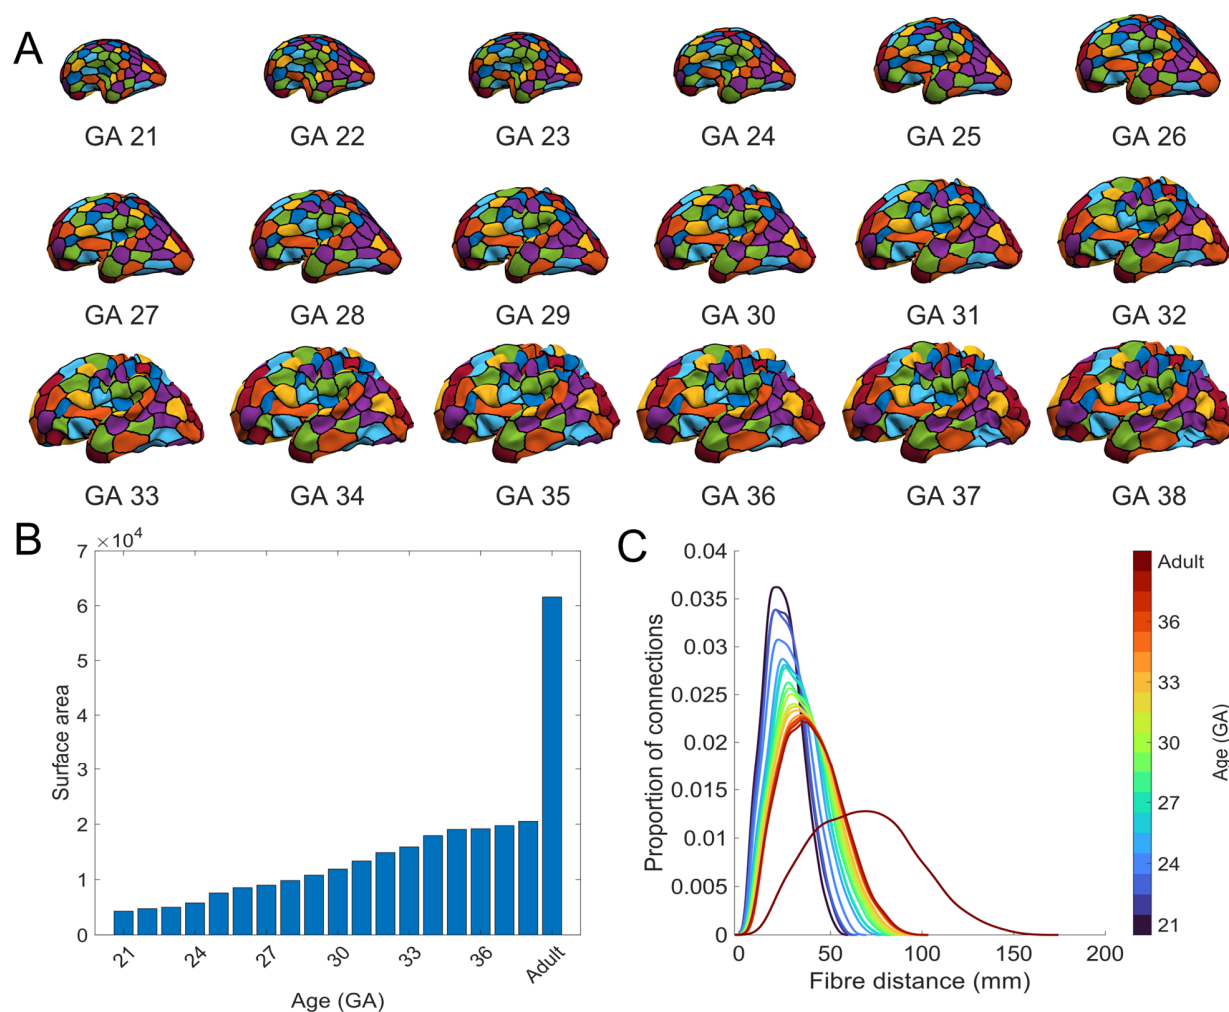 A
GA 21 GA 22 GA 23 GA 24 GA 25 GA 26
GA 27 GA 28 GA 29 GA 30 GA 31 GA 32
GA 33 GA 34 GA 35 GA 36 GA 37 GA 38
B
×10⁴
7
6
5
4
3
2
1
0
Surface area
21 24 27 30 33 36 Adult
Age (GA)
C
0.04
0.035
0.03
0.025
0.02
0.015
0.01
0.005
0
Proportion of connections
0 50 100 150 200
Fibre distance (mm)
Adult
36
33
30
27
24
21
Age (GA)